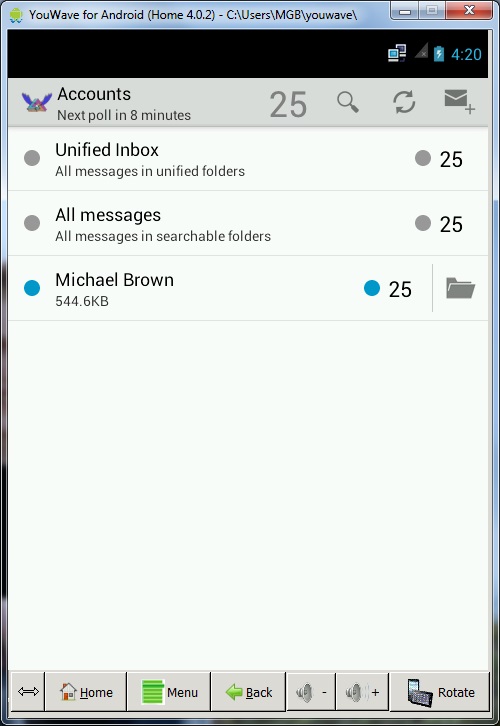 YouWave for Android (Home 4.0.2) - C:\Users\MGB\youwave\
4:20
Accounts
Next poll in 8 minutes
25
Unified Inbox
All messages in unified folders
25
All messages
All messages in searchable folders
25
Michael Brown
544.6KB
25
Home
Menu
Back
-
+
Rotate